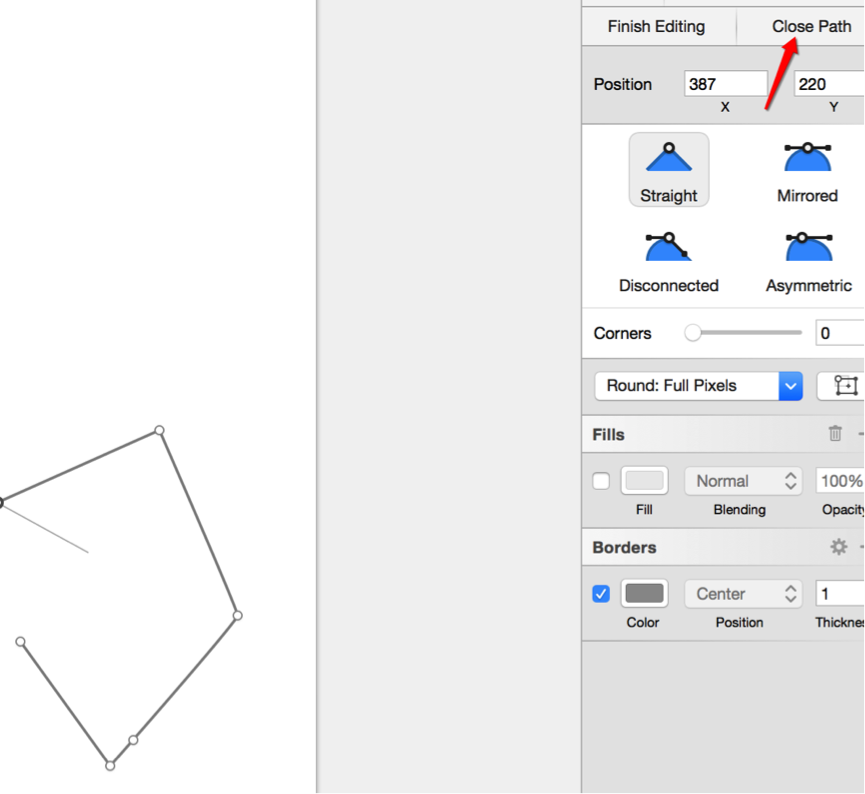 Finish Editing Close Path
Position 387 220
X Y
Straight Mirrored
Disconnected Asymmetric
Corners 0
Round: Full Pixels
Fills
Normal 100%
Fill Blending Opacity
Borders
Center 1
Color Position Thicknes